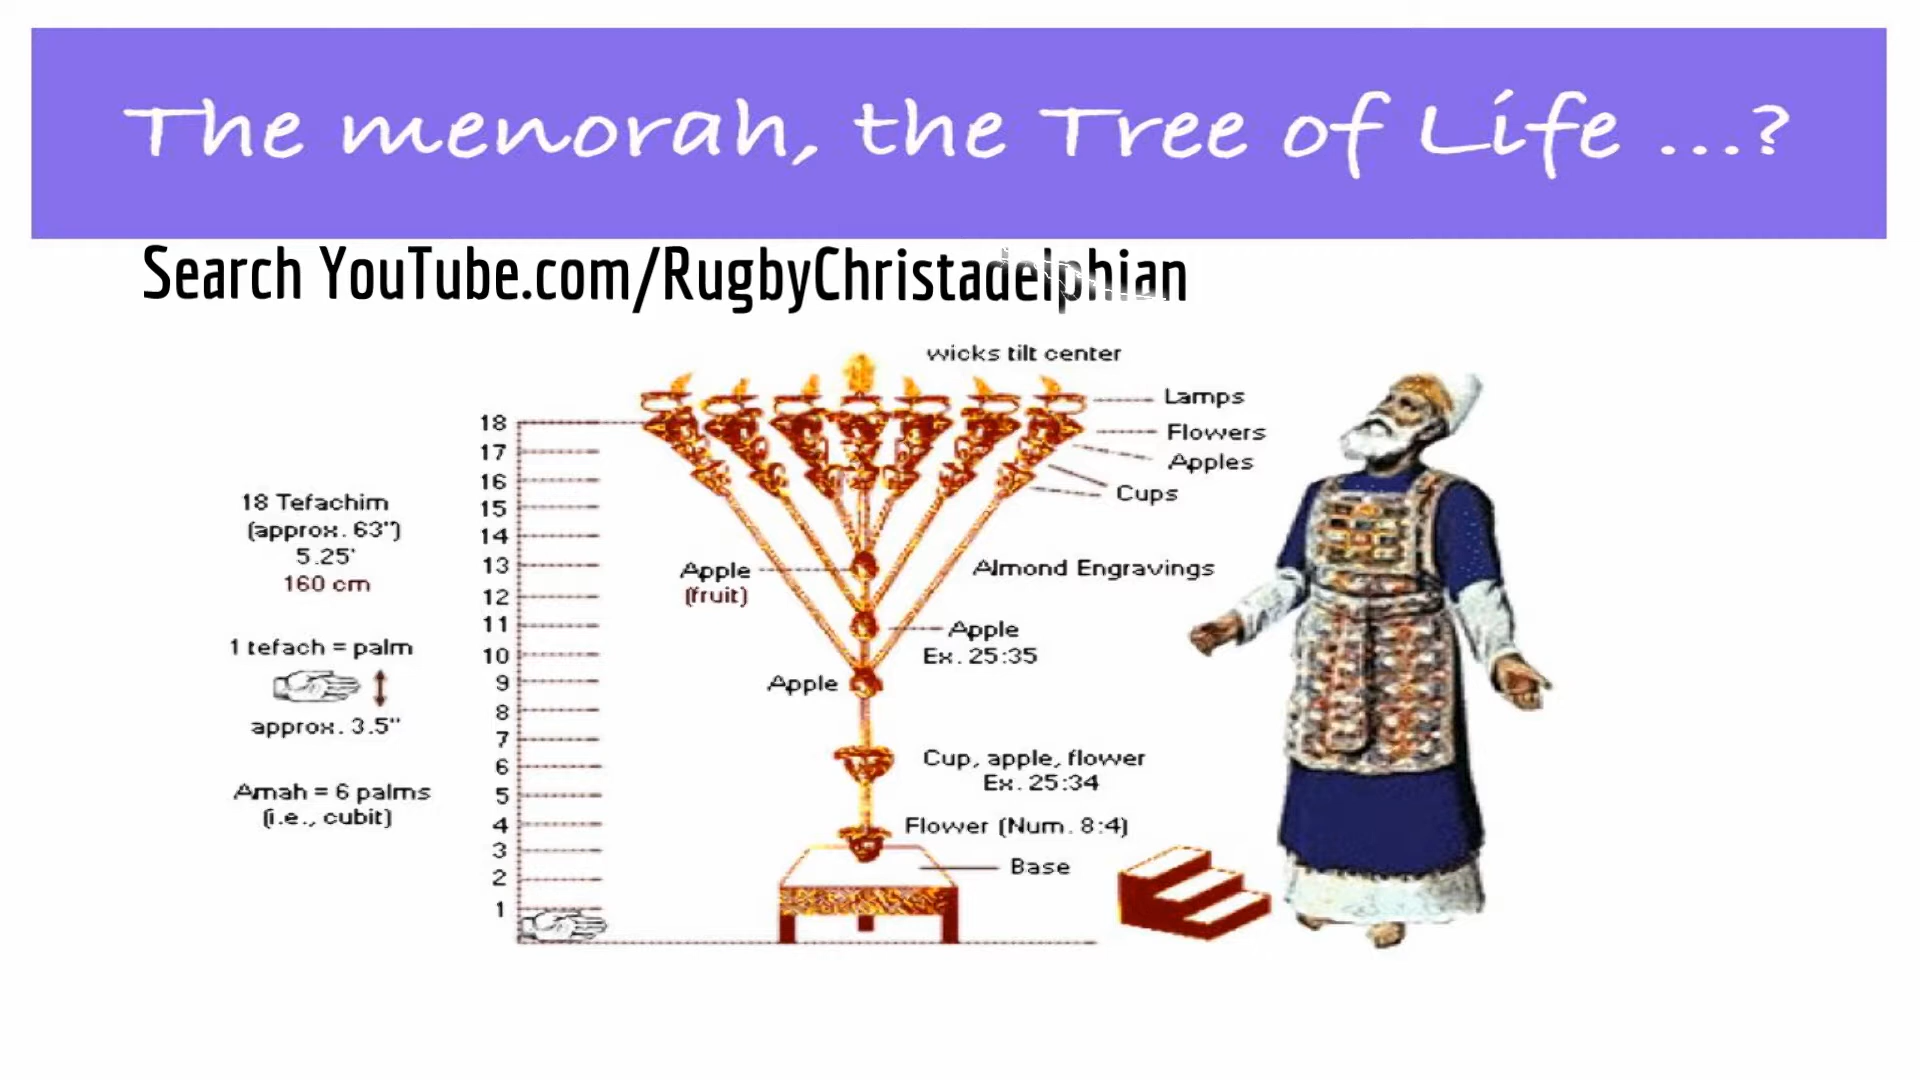 The menorah, the Tree of Life ...?
Search YouTube.com/RugbyChristadelphian
wicks tilt center
Lamps
Flowers
Apples
Cups
18
17
16
15
14
13
12
11
10
9
8
7
6
5
4
3
2
1
18 Tefachim
(approx. 63")
5.25'
160 cm
1 tefach = palm
approx. 3.5"
Amah = 6 palms
(i.e., cubit)
Apple
(fruit)
Almond Engravings
Apple
Ex. 25:35
Apple
Cup, apple, flower
Ex. 25:34
Flower (Num. 8:4)
Base